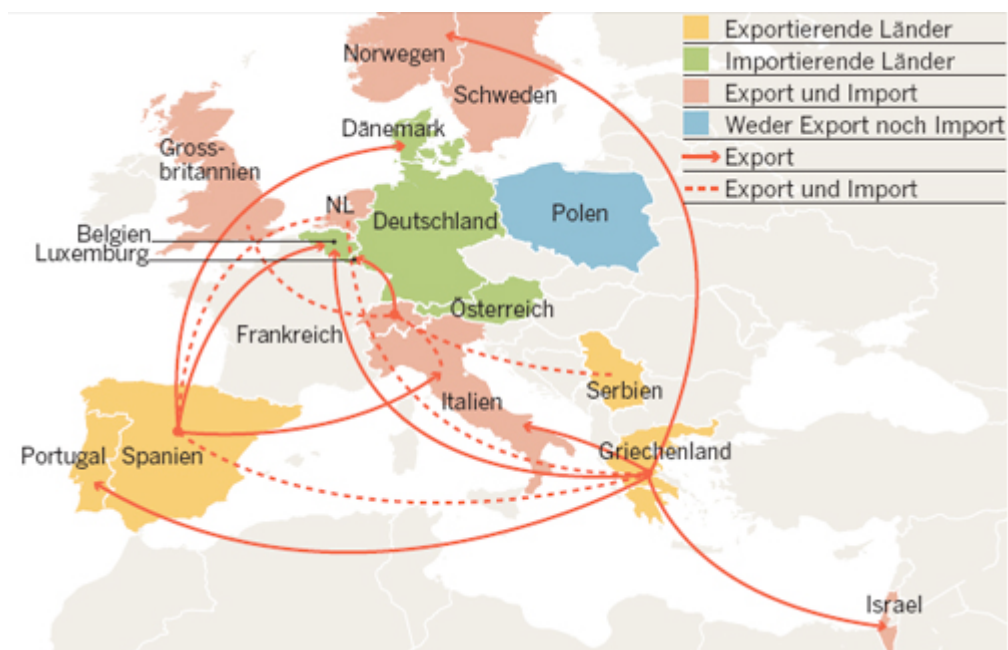 Exportierende Länder
Importierende Länder
Export und Import
Weder Export noch Import
Export
Export und Import
Norwegen
Schweden
Dänemark
Gross-
britannien
NL
Deutschland
Polen
Belgien
Luxemburg
Österreich
Frankreich
Serbien
Italien
Griechenland
Portugal
Spanien
Israel